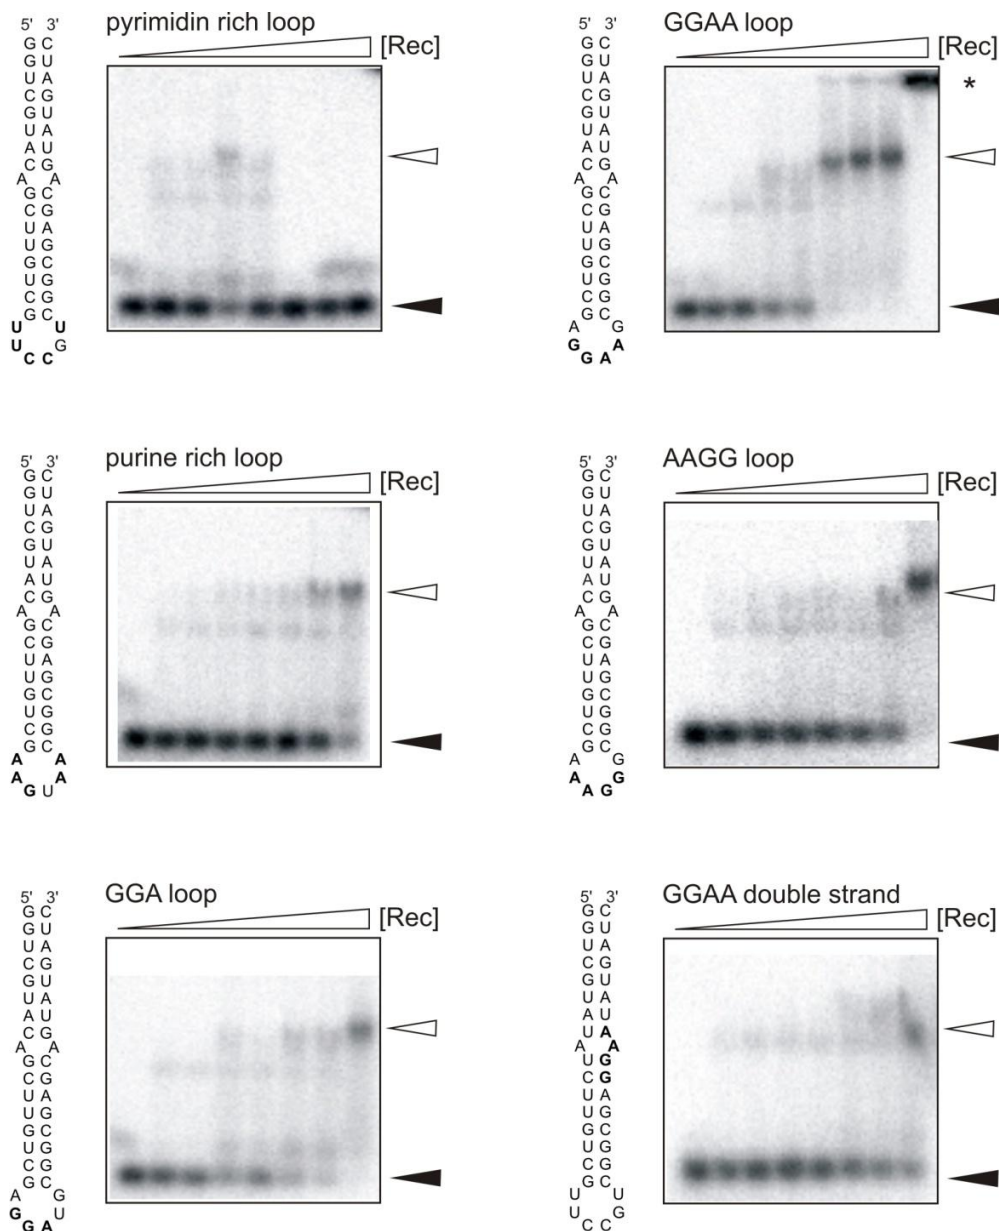 pyrimidin rich loop
[Rec]
5' 3'
G C
G U
U A
C G
G U
U A
A U
C G
A A
G C
C G
U A
U G
G C
U G
C G
G C
U U
U G
C C
GGAA loop
[Rec]
*
5' 3'
G C
G U
U A
C G
G U
U A
A U
C G
A A
G C
C G
U A
U G
G C
U G
C G
G C
A G
G A
G A
purine rich loop
[Rec]
5' 3'
G C
G U
U A
C G
G U
U A
A U
C G
A A
G C
C G
U A
U G
G C
U G
C G
G C
A A
A A
G U
AAGG loop
[Rec]
5' 3'
G C
G U
U A
C G
G U
U A
A U
C G
A A
G C
C G
U A
U G
G C
U G
C G
G C
A G
A G
A G
GGA loop
[Rec]
5' 3'
G C
G U
U A
C G
G U
U A
A U
C G
A A
G C
C G
U A
U G
G C
U G
C G
G C
A G
G U
G A
GGAA double strand
[Rec]
5' 3'
G C
G U
U A
C G
G U
U A
A U
U A
A A
U G
C G
U A
U G
G C
U G
C G
G C
U U
U G
C C